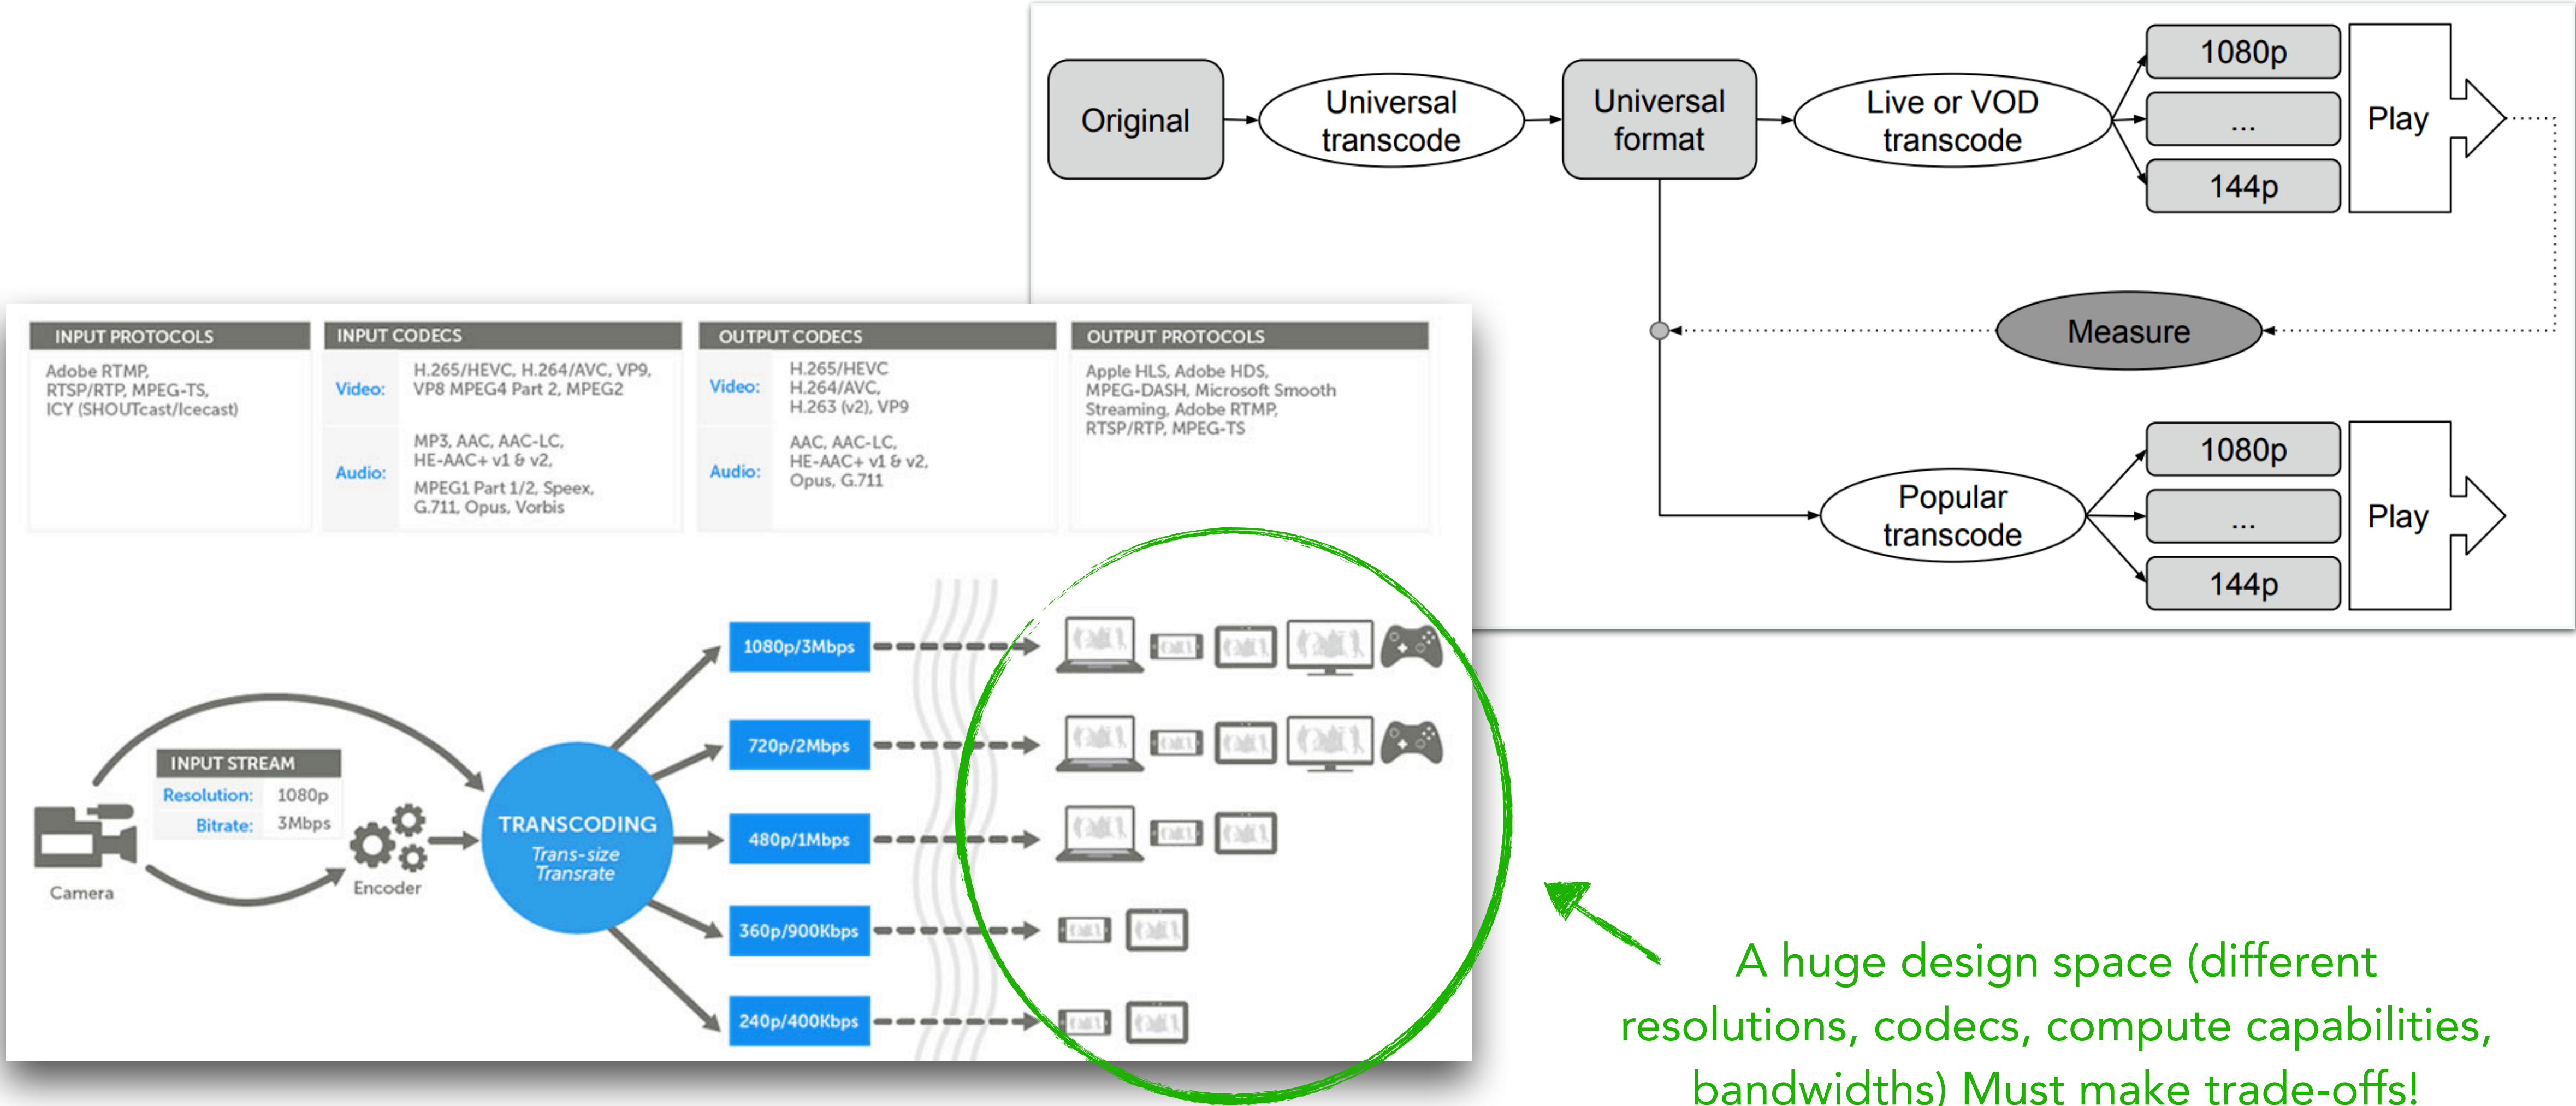 Original
Universal
transcode
Universal
format
Live or VOD
transcode
1080p
...
144p
Play
Measure
Popular
transcode
1080p
...
144p
Play
INPUT PROTOCOLS
Adobe RTMP,
RTSP/RTP, MPEG-TS,
ICY (SHOUTcast/Icecast)
INPUT CODECS
Video:
H.265/HEVC, H.264/AVC, VP9,
VP8 MPEG4 Part 2, MPEG2
Audio:
MP3, AAC, AAC-LC,
HE-AAC+ v1 & v2,
MPEG1 Part 1/2, Speex,
G.711, Opus, Vorbis
OUTPUT CODECS
Video:
H.265/HEVC
H.264/AVC,
H.263 (v2), VP9
Audio:
AAC, AAC-LC,
HE-AAC+ v1 & v2,
Opus, G.711
OUTPUT PROTOCOLS
Apple HLS, Adobe HDS,
MPEG-DASH, Microsoft Smooth
Streaming, Adobe RTMP,
RTSP/RTP, MPEG-TS
INPUT STREAM
Resolution: 1080p
Bitrate: 3Mbps
Camera
Encoder
TRANSCODING
Trans-size
Transrate
1080p/3Mbps
720p/2Mbps
480p/1Mbps
360p/900Kbps
240p/400Kbps
A huge design space (different
resolutions, codecs, compute capabilities,
bandwidths) Must make trade-offs!